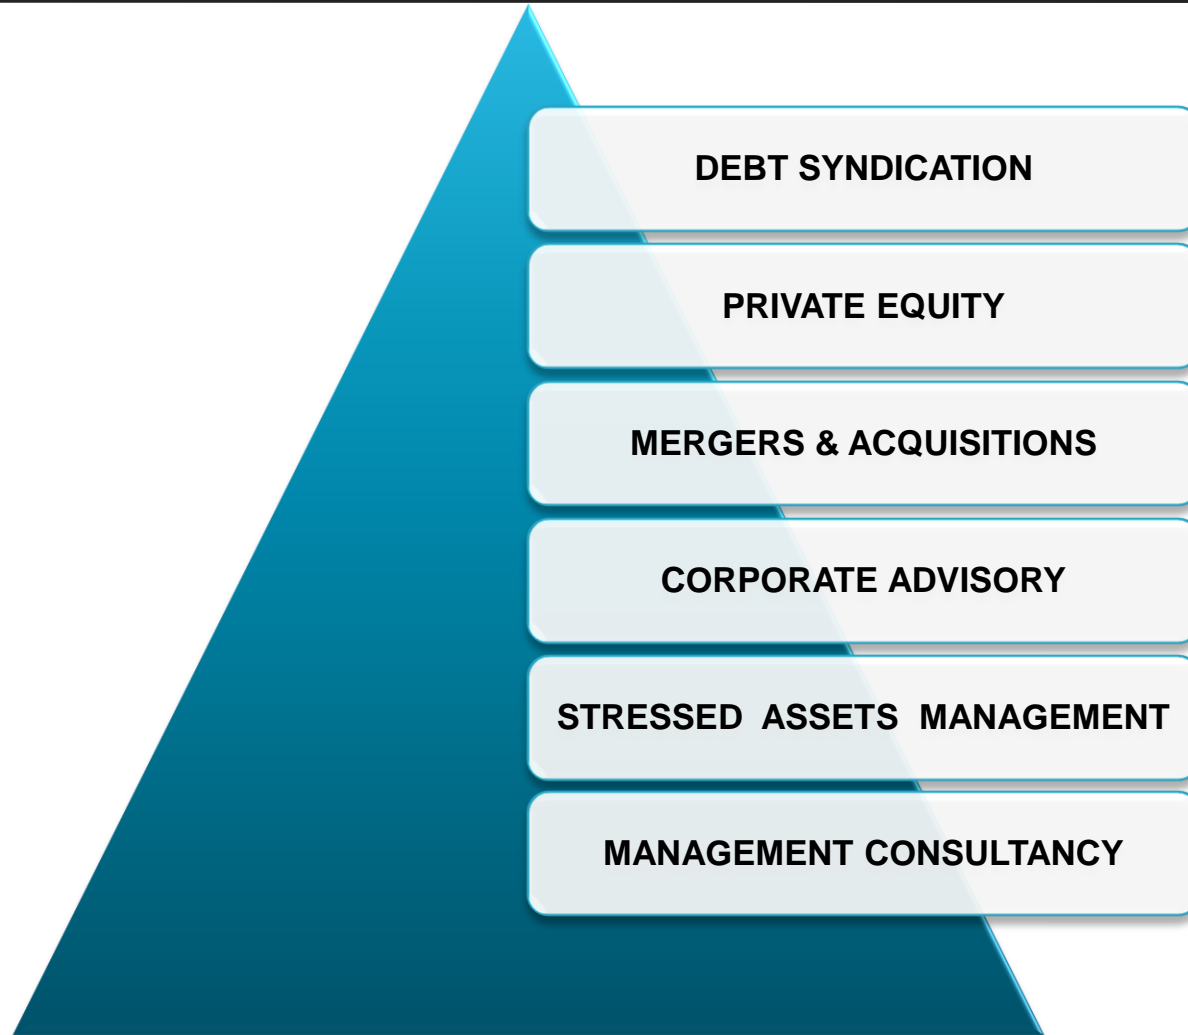 DEBT SYNDICATION
PRIVATE EQUITY
MERGERS & ACQUISITIONS
CORPORATE ADVISORY
STRESSED ASSETS MANAGEMENT
MANAGEMENT CONSULTANCY